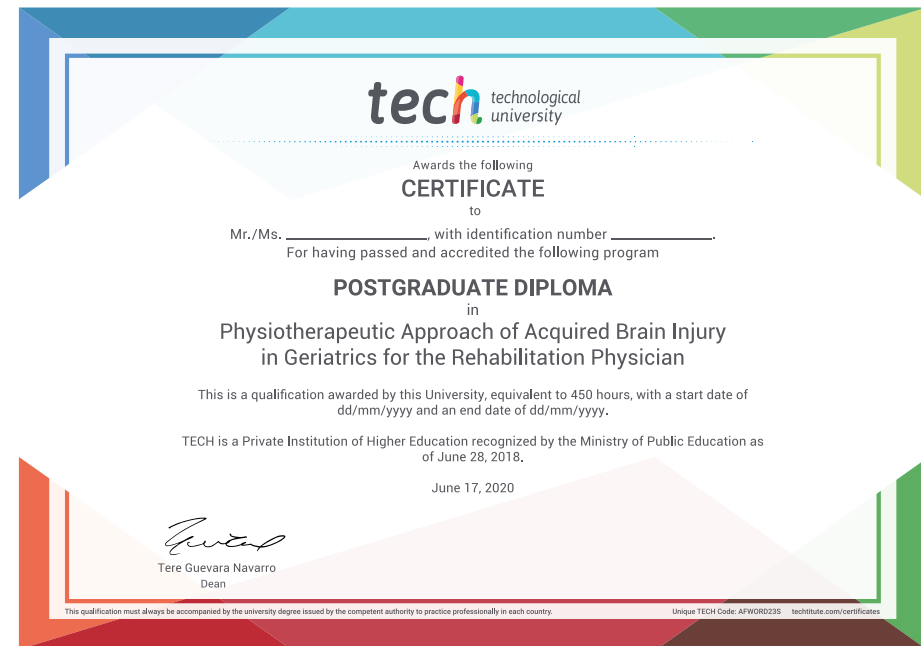 tech technological
university
Awards the following
CERTIFICATE
to
Mr./Ms. ____________________, with identification number ______________.
For having passed and accredited the following program
POSTGRADUATE DIPLOMA
in
Physiotherapeutic Approach of Acquired Brain Injury
in Geriatrics for the Rehabilitation Physician
This is a qualification awarded by this University, equivalent to 450 hours, with a start date of
dd/mm/yyyy and an end date of dd/mm/yyyy.
TECH is a Private Institution of Higher Education recognized by the Ministry of Public Education as
of June 28, 2018.
June 17, 2020
Tere Guevara Navarro
Dean
This qualification must always be accompanied by the university degree issued by the competent authority to practice professionally in each country.
Unique TECH Code: AFWORD23S techtitute.com/certificates